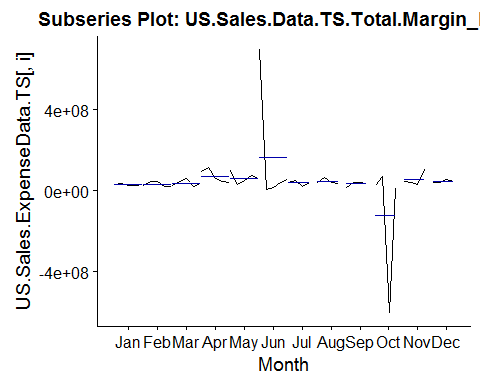 Subseries Plot: US.Sales.Data.TS.Total.Margin_
US.Sales.ExpenseData.TS[, i]
4e+08
0e+00
-4e+08
Jan Feb Mar Apr May Jun Jul Aug Sep Oct Nov Dec
Month